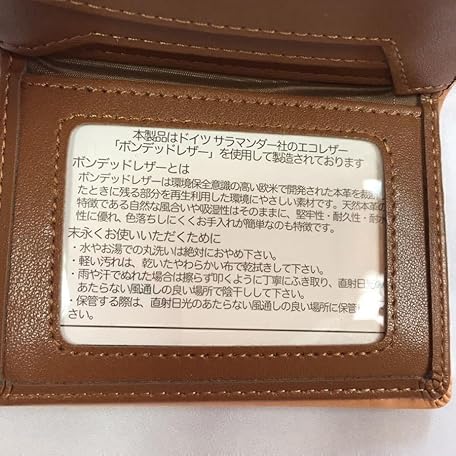 本製品はドイツ サラマンダー社のエコレザー
「ボンデッドレザー」を使用して製造されております
ボンデッドレザーとは
ボンデッドレザーは環境保全意識の高い欧米で開発された本革を裁断し
たときに残る部分を再生利用した環境にやさしい素材です。天然本革の
特徴である自然な風合いや吸湿性はそのままに、堅牢性・耐久性・耐水
性に優れ、色落ちしにくくお手入れが簡単なのも特徴です。
末永くお使いいただくために
・水やお湯での丸洗いは絶対におやめ下さい。
・軽い汚れは、乾いたやわらかい布で乾拭きして下さい。
・雨や汗でぬれた場合は擦らず叩くように丁寧にふき取り、直射日光の
あたらない風通しの良い場所で陰干しして下さい。
・保管する際は、直射日光のあたらない風通しの良い場所に保管
さい。